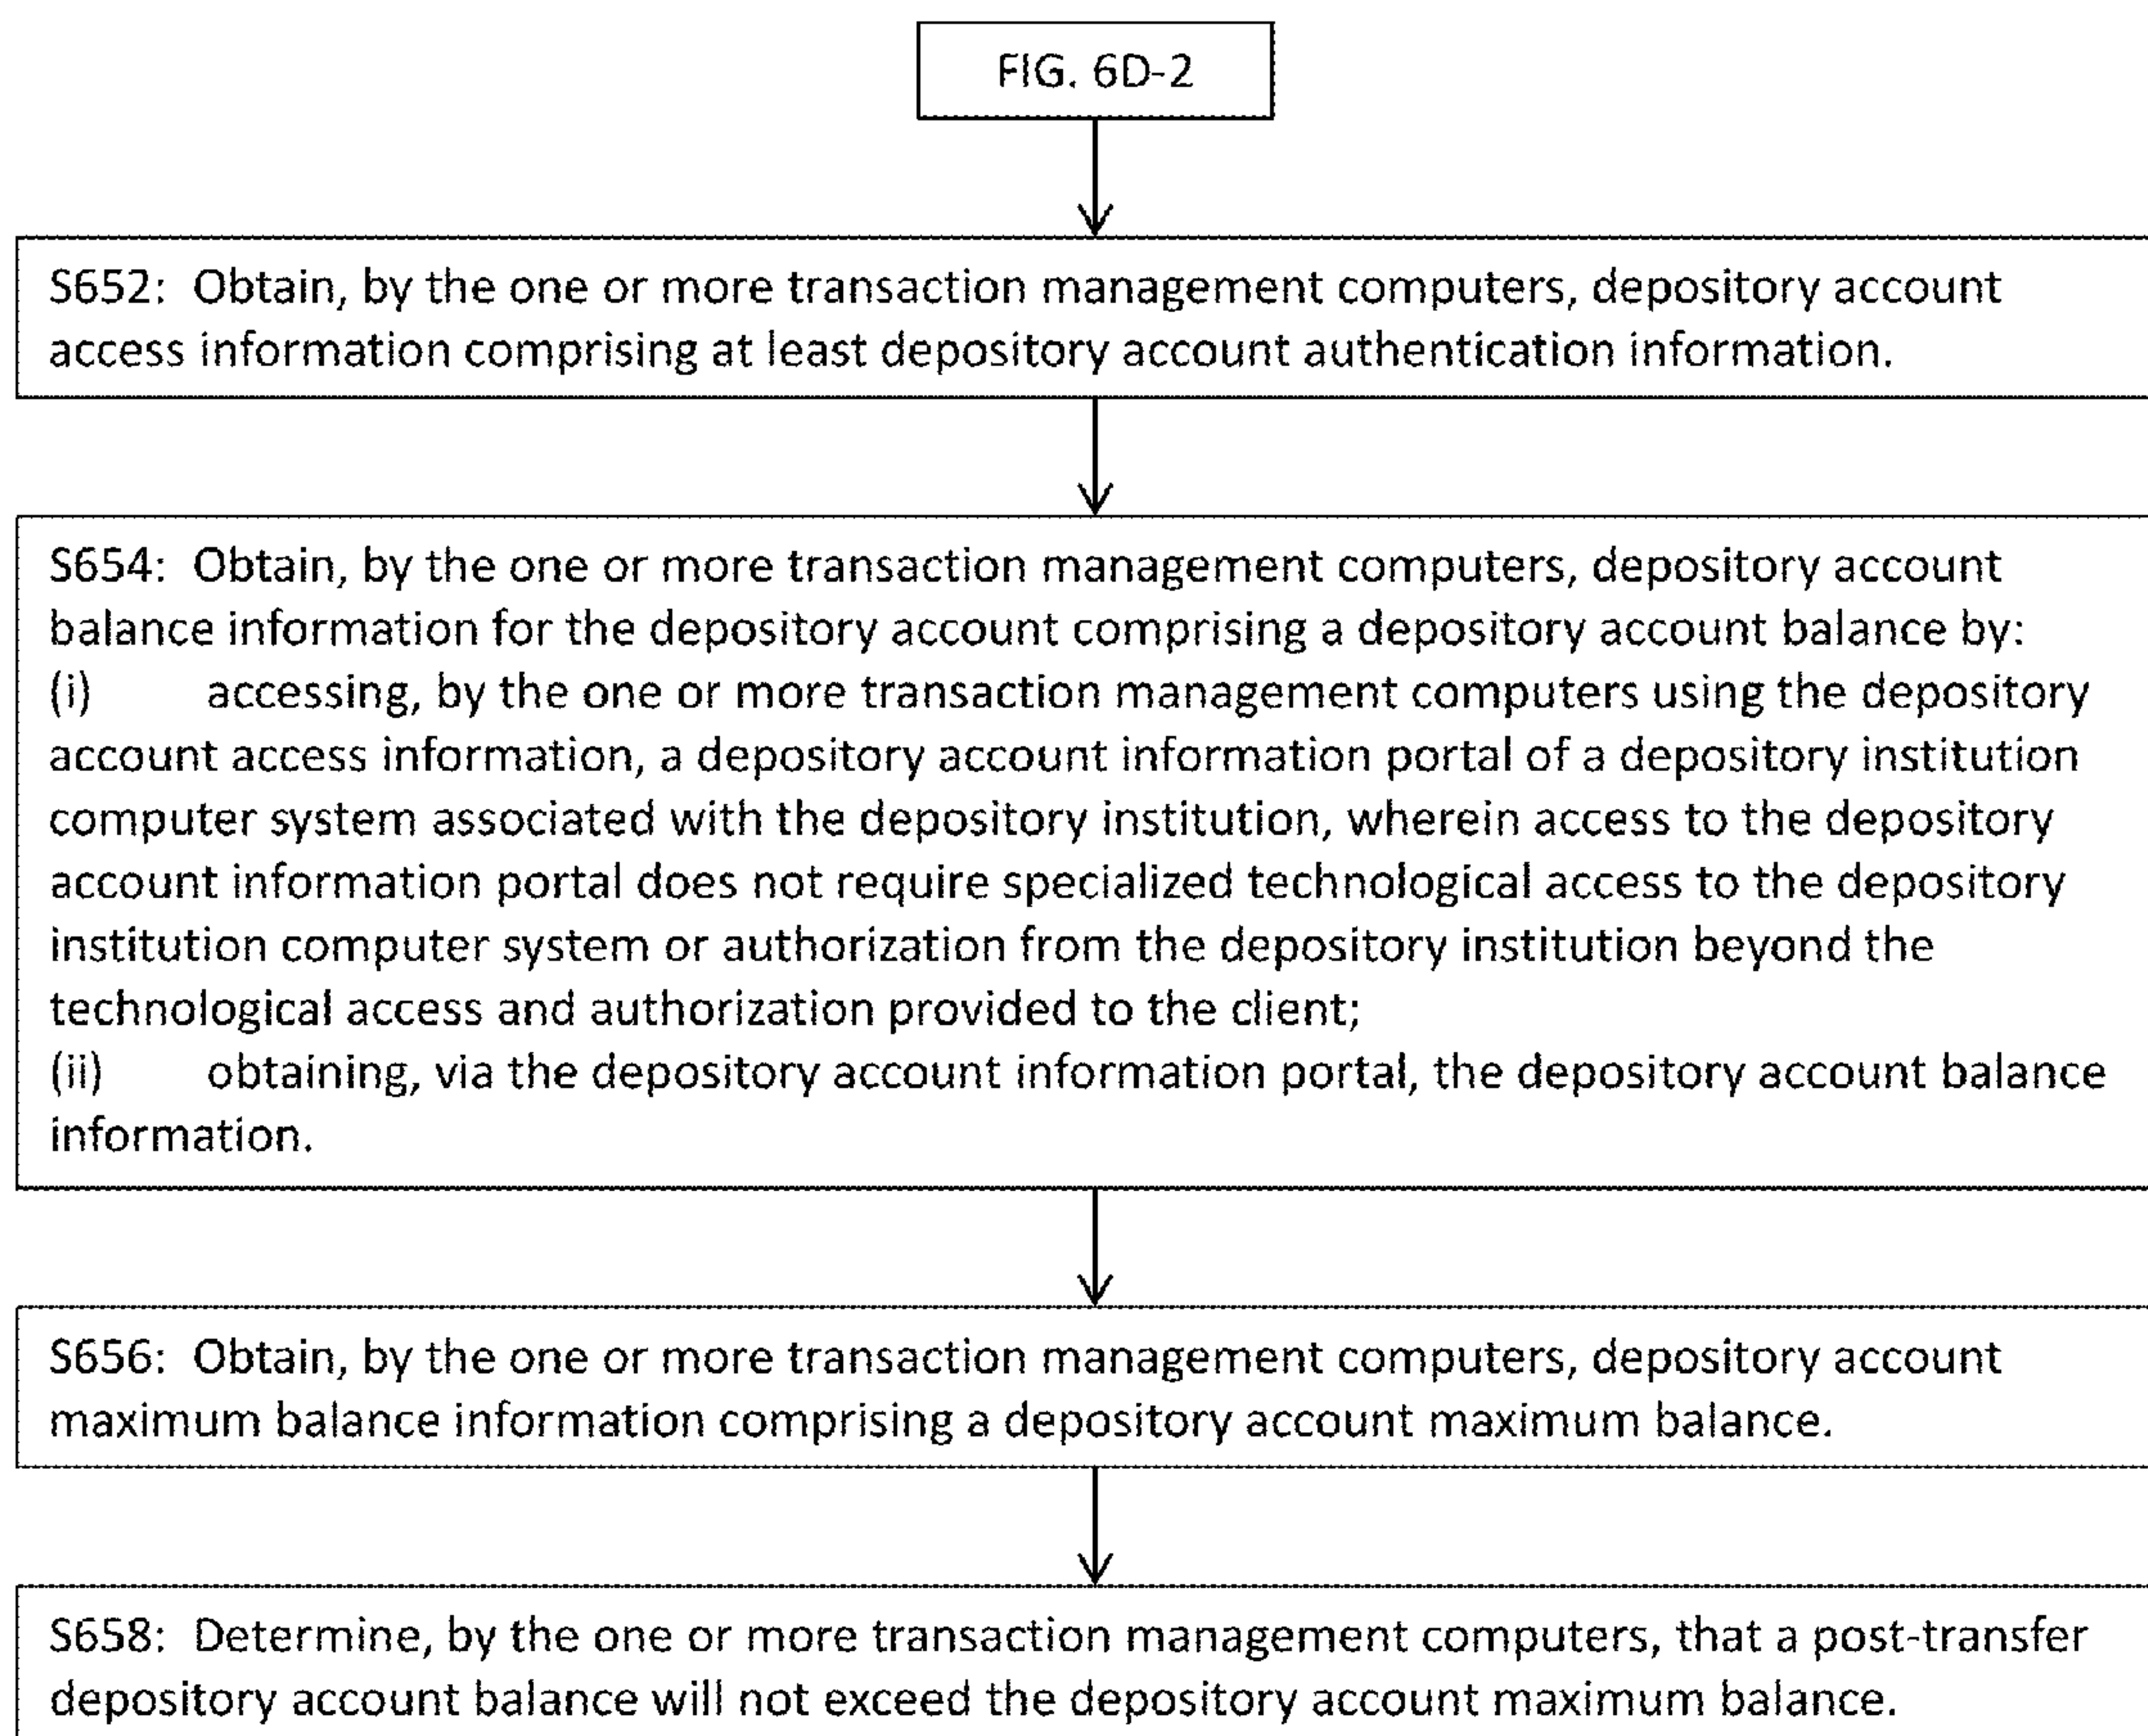 FIG. 6D-2
S652: Obtain, by the one or more transaction management computers, depository account
access information comprising at least depository account authentication information.
S654: Obtain, by the one or more transaction management computers, depository account
balance information for the depository account comprising a depository account balance by:
(i) accessing, by the one or more transaction management computers using the depository
account access information, a depository account information portal of a depository institution
computer system associated with the depository institution, wherein access to the depository
account information portal does not require specialized technological access to the depository
institution computer system or authorization from the depository institution beyond the
technological access and authorization provided to the client;
(ii) obtaining, via the depository account information portal, the depository account balance
information.
S656: Obtain, by the one or more transaction management computers, depository account
maximum balance information comprising a depository account maximum balance.
S658: Determine, by the one or more transaction management computers, that a post-transfer
depository account balance will not exceed the depository account maximum balance.